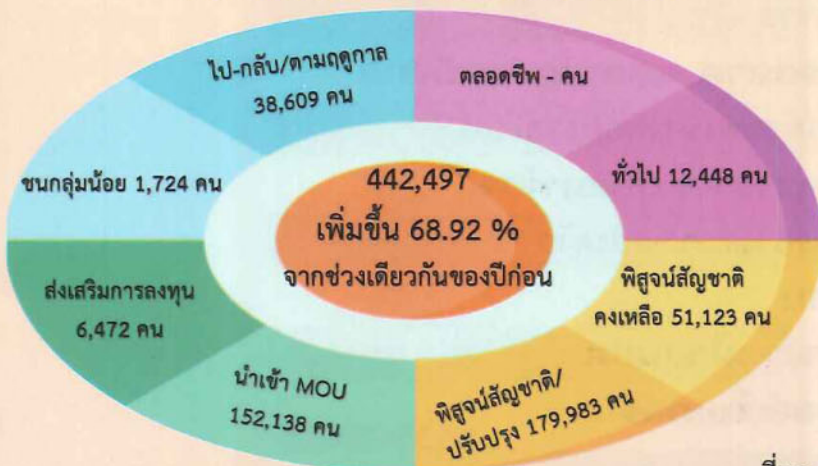 ไป-กลับ/ตามฤดูกาล
38,609 คน
ตลอดชีพ - คน
ชนกลุ่มน้อย 1,724 คน
442,497
เพิ่มขึ้น 68.92 %
จากช่วงเดียวกันของปีก่อน
ทั่วไป 12,448 คน
ส่งเสริมการลงทุน
6,472 คน
พิสูจน์สัญชาติ
คงเหลือ 51,123 คน
นำเข้า MOU
152,138 คน
พิสูจน์สัญชาติ/
ปรับปรุง 179,983 คน